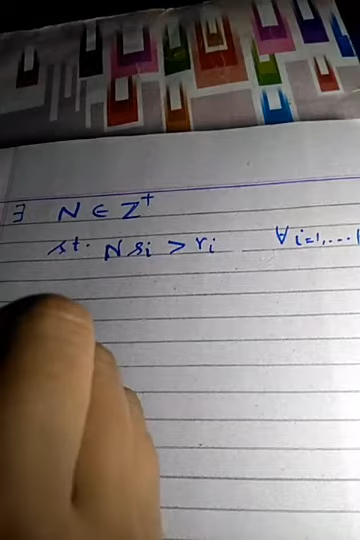 ∃ N ∈ Z⁺
s.t. N sᵢ > rᵢ ∀ i=1,...